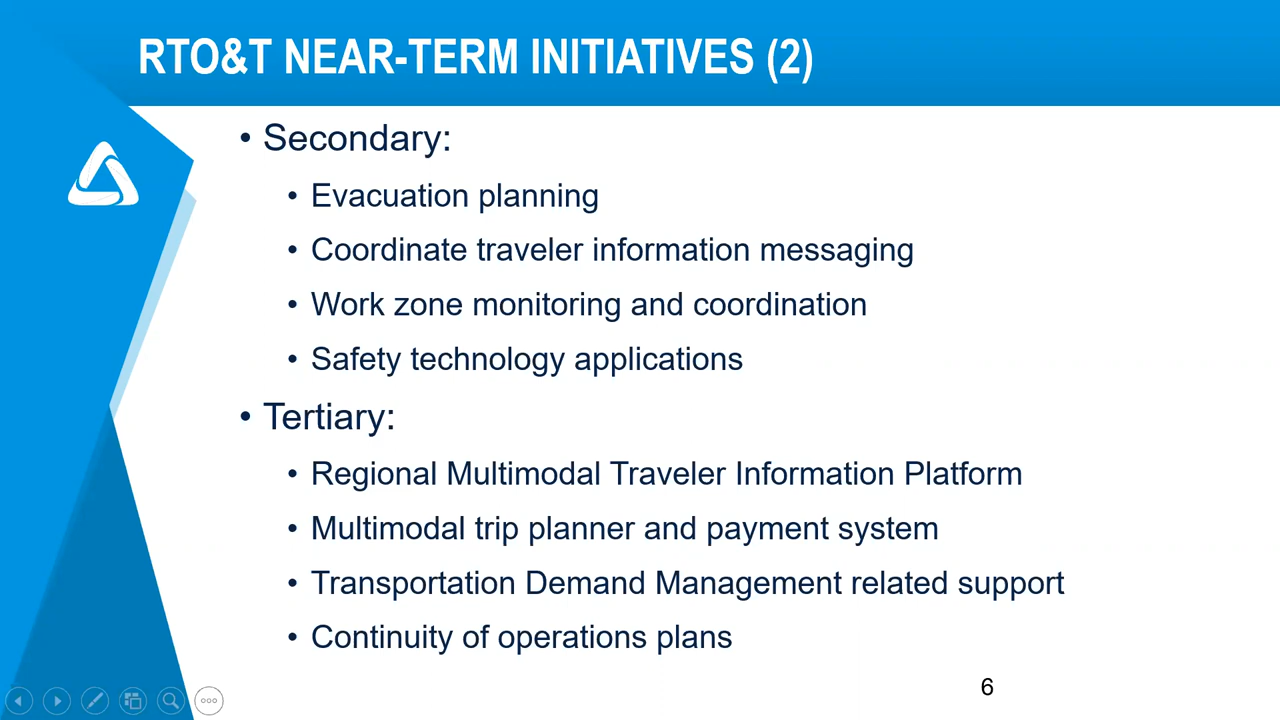 RTO&T NEAR-TERM INITIATIVES (2)
• Secondary:
• Evacuation planning
• Coordinate traveler information messaging
• Work zone monitoring and coordination
• Safety technology applications
• Tertiary:
• Regional Multimodal Traveler Information Platform
• Multimodal trip planner and payment system
• Transportation Demand Management related support
• Continuity of operations plans
6